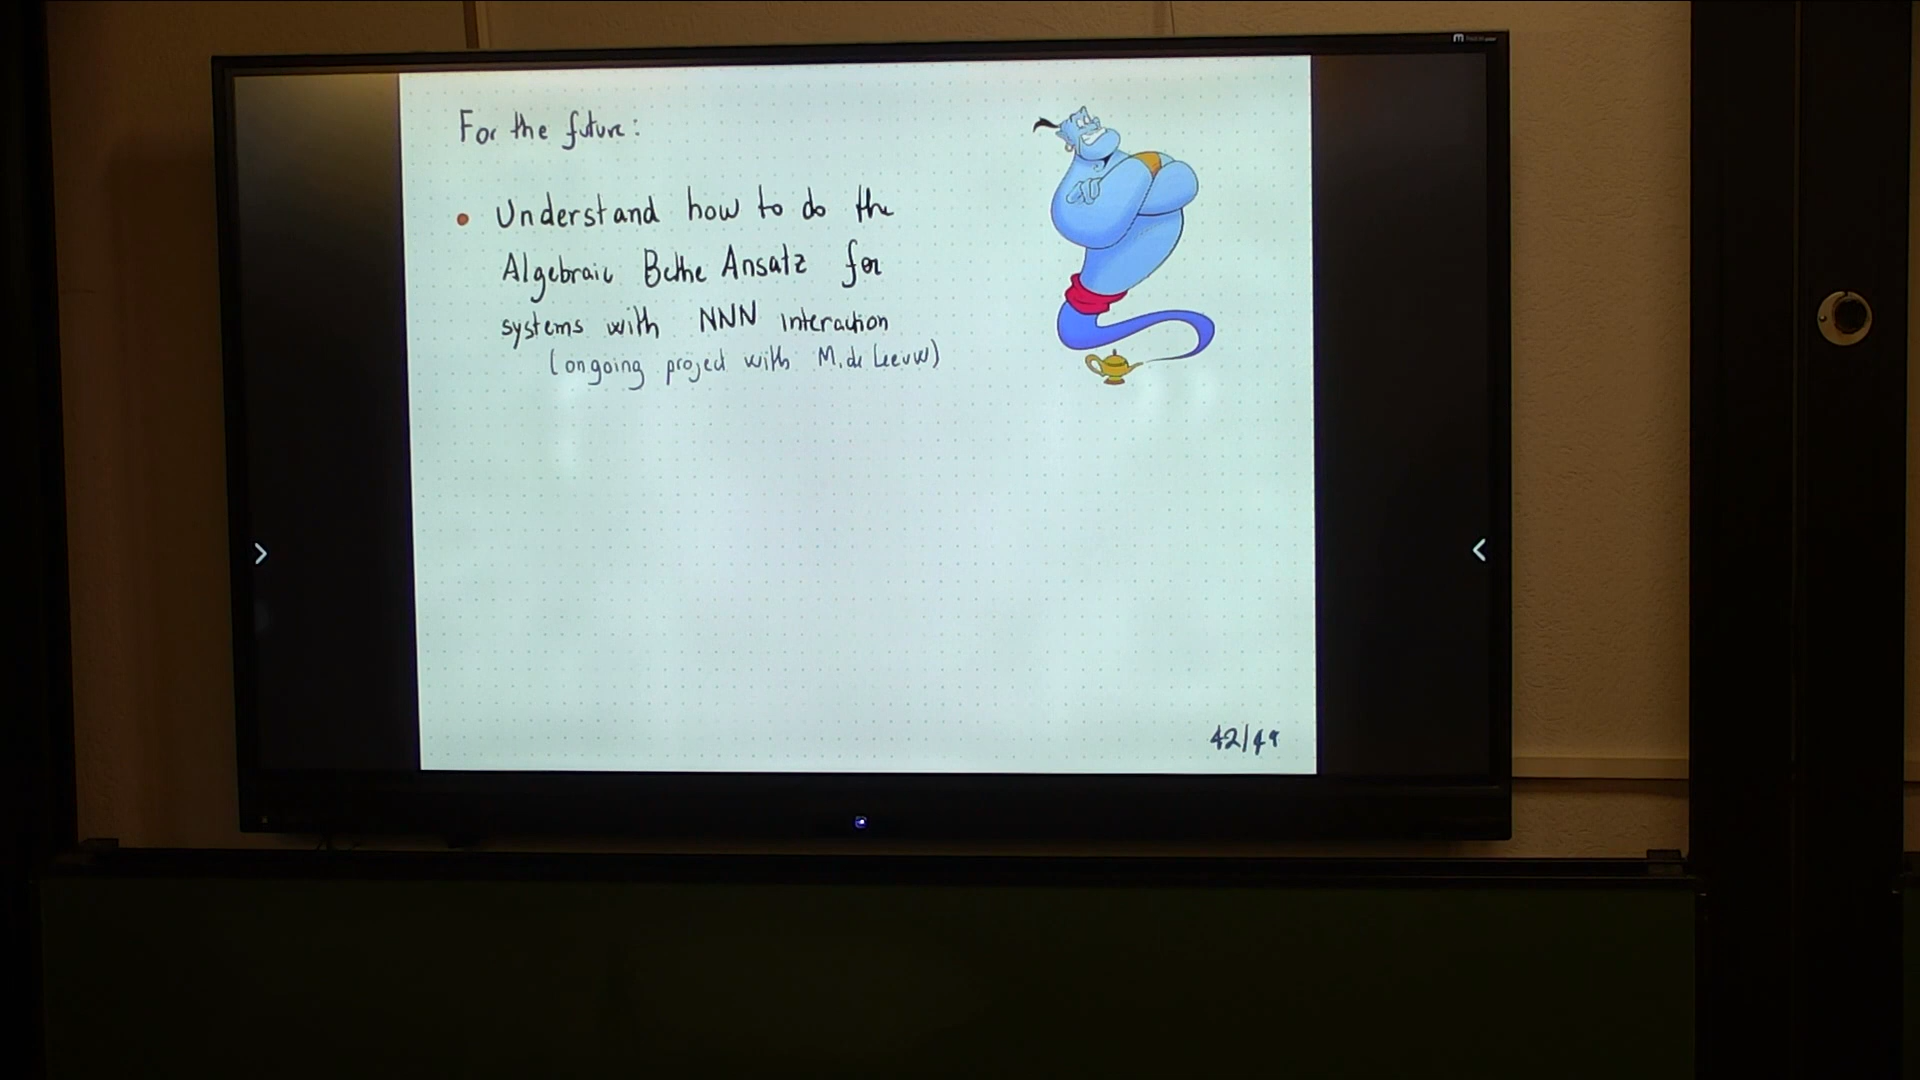 For the future:
• Understand how to do the
Algebraic Bethe Ansatz for
systems with NNN interaction
(ongoing project with M. de Leeuw)
42/49